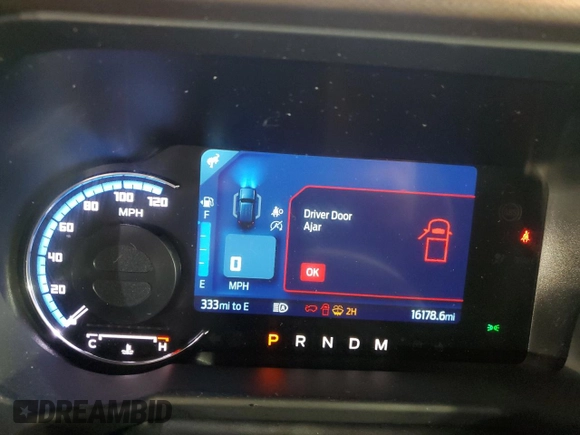 20
40
60
80
100
120
MPH
C
H
F
E
0
MPH
Driver Door
Ajar
OK
333mi to E
A
2H
16178.6mi
P R N D M
DREAMBID